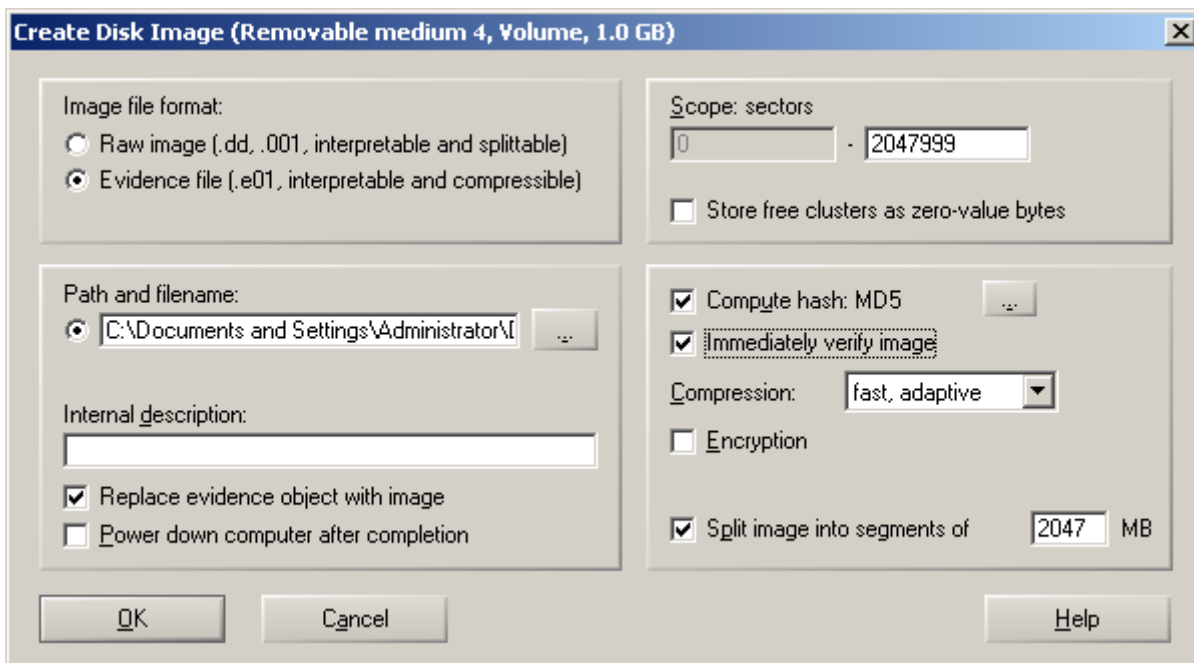 Create Disk Image (Removable medium 4, Volume, 1.0 GB)
Image file format:
Raw image (.dd, .001, interpretable and splittable)
Evidence file (.e01, interpretable and compressible)
Scope: sectors
0 - 2047999
Store free clusters as zero-value bytes
Path and filename:
C:\Documents and Settings\Administrator\ ...
Internal description:
Replace evidence object with image
Power down computer after completion
Compute hash: MD5 ...
Immediately verify image
Compression: fast, adaptive
Encryption
Split image into segments of 2047 MB
OK Cancel Help